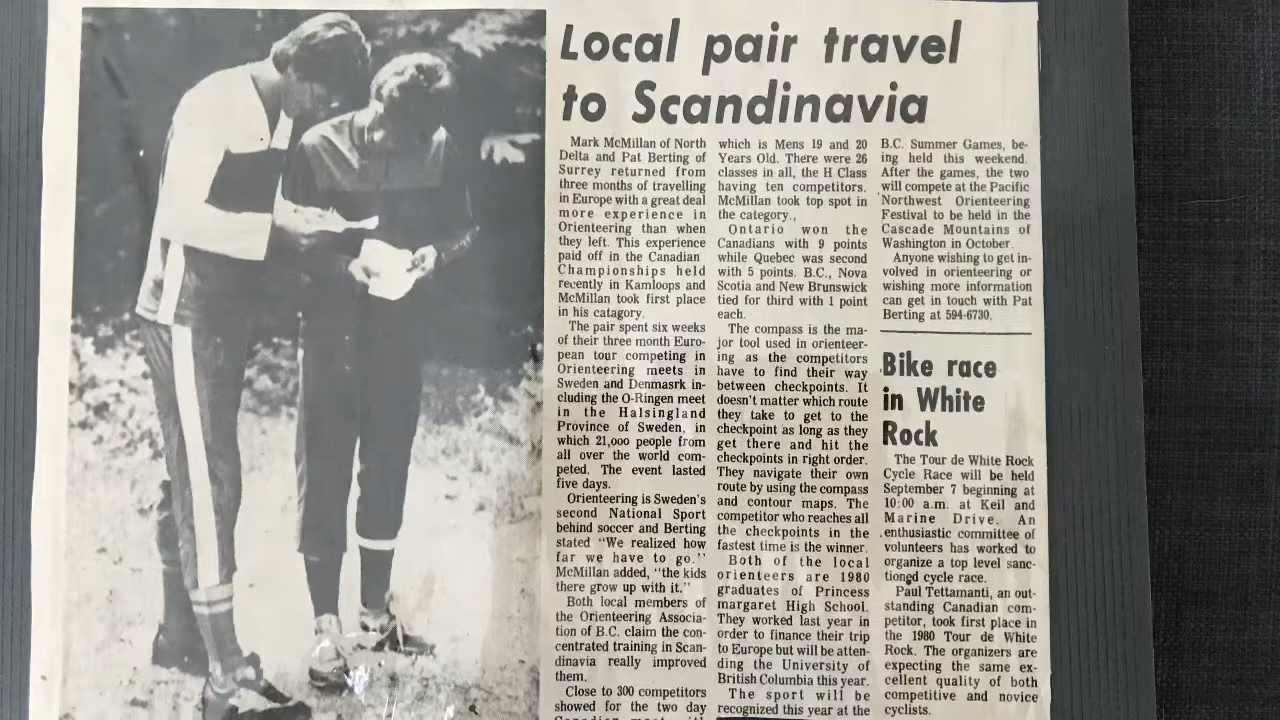 Local pair travel
to Scandinavia
Mark McMillan of North
Delta and Pat Berting of
Surrey returned from
three months of travelling
in Europe with a great deal
more experience in
Orienteering than when
they left. This experience
paid off in the Canadian
Championships held
recently in Kamloops and
McMillan took first place
in his catagory.
The pair spent six weeks
of their three month Euro-
pean tour competing in
Orienteering meets in
Sweden and Denmasrk in-
cluding the O-Ringen meet
in the Halsingland
Province of Sweden, in
which 21,000 people from
all over the world com-
peted. The event lasted
five days.
Orienteering is Sweden's
second National Sport
behind soccer and Berting
stated "We realized how
far we have to go."
McMillan added, "the kids
there grow up with it."
Both local members of
the Orienteering Associa-
tion of B.C. claim the con-
centrated training in Scan-
dinavia really improved
them.
Close to 300 competitors
showed for the two day
Canadian meet with
which is Mens 19 and 20
Years Old. There were 26
classes in all, the H Class
having ten competitors.
McMillan took top spot in
the category.,
Ontario won the
Canadians with 9 points
while Quebec was second
with 5 points. B.C., Nova
Scotia and New Brunswick
tied for third with 1 point
each.
The compass is the ma-
jor tool used in orienteer-
ing as the competitors
have to find their way
between checkpoints. It
doesn't matter which route
they take to get to the
checkpoint as long as they
get there and hit the
checkpoints in right order.
They navigate their own
route by using the compass
and contour maps. The
competitor who reaches all
the checkpoints in the
fastest time is the winner.
Both of the local
orienteers are 1980
graduates of Princess
margaret High School.
They worked last year in
order to finance their trip
to Europe but will be atten-
ding the University of
British Columbia this year.
The sport will be
recognized this year at the
B.C. Summer Games, be-
ing held this weekend.
After the games, the two
will compete at the Pacific
Northwest Orienteering
Festival to be held in the
Cascade Mountains of
Washington in October.
Anyone wishing to get in-
volved in orienteering or
wishing more information
can get in touch with Pat
Berting at 594-6730.
Bike race
in White
Rock
The Tour de White Rock
Cycle Race will be held
September 7 beginning at
10:00 a.m. at Keil and
Marine Drive. An
enthusiastic committee of
volunteers has worked to
organize a top level sanc-
tioned cycle race.
Paul Tettamanti, an out-
standing Canadian com-
petitor, took first place in
the 1980 Tour de White
Rock. The organizers are
expecting the same ex-
cellent quality of both
competitive and novice
cyclists.